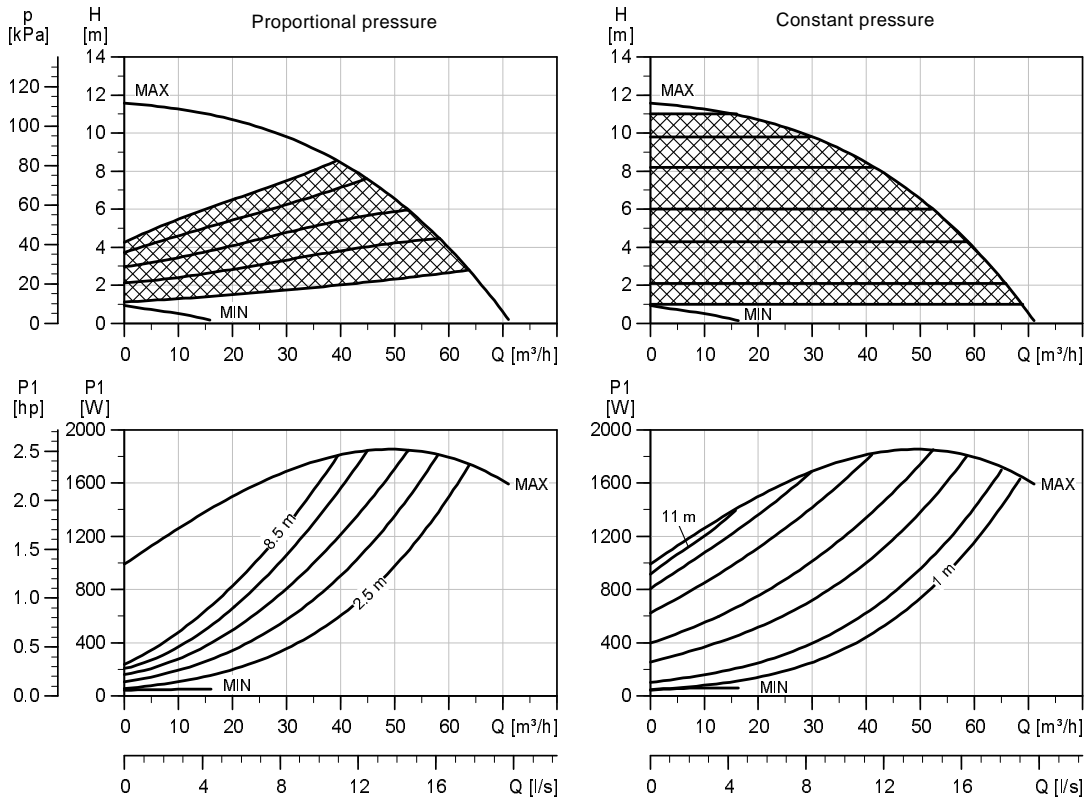 Proportional pressure
p
[kPa]
H
[m]
120
100
80
60
40
20
0
14
12
10
8
6
4
2
0
MAX
MIN
0 10 20 30 40 50 60 Q [m³/h]
Constant pressure
H
[m]
14
12
10
8
6
4
2
0
MAX
MIN
0 10 20 30 40 50 60 Q [m³/h]
P1
[hp]
P1
[W]
2.5
2.0
1.5
1.0
0.5
0.0
2000
1600
1200
800
400
0
8.5 m
2.5 m
MAX
MIN
0 10 20 30 40 50 60 Q [m³/h]
0 4 8 12 16 Q [l/s]
P1
[W]
2000
1600
1200
800
400
0
11 m
1 m
MAX
MIN
0 10 20 30 40 50 60 Q [m³/h]
0 4 8 12 16 Q [l/s]